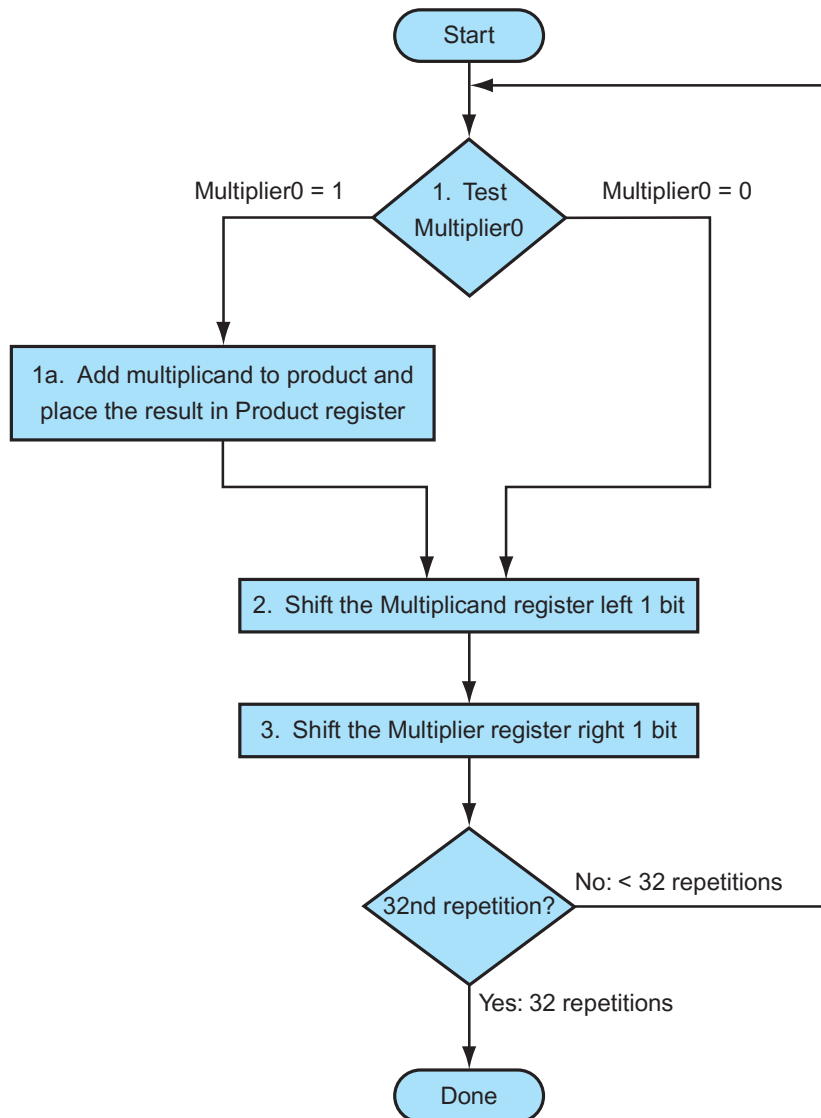 Start
Multiplier0 = 1
1. Test
Multiplier0
Multiplier0 = 0
1a. Add multiplicand to product and
place the result in Product register
2. Shift the Multiplicand register left 1 bit
3. Shift the Multiplier register right 1 bit
32nd repetition?
No: < 32 repetitions
Yes: 32 repetitions
Done